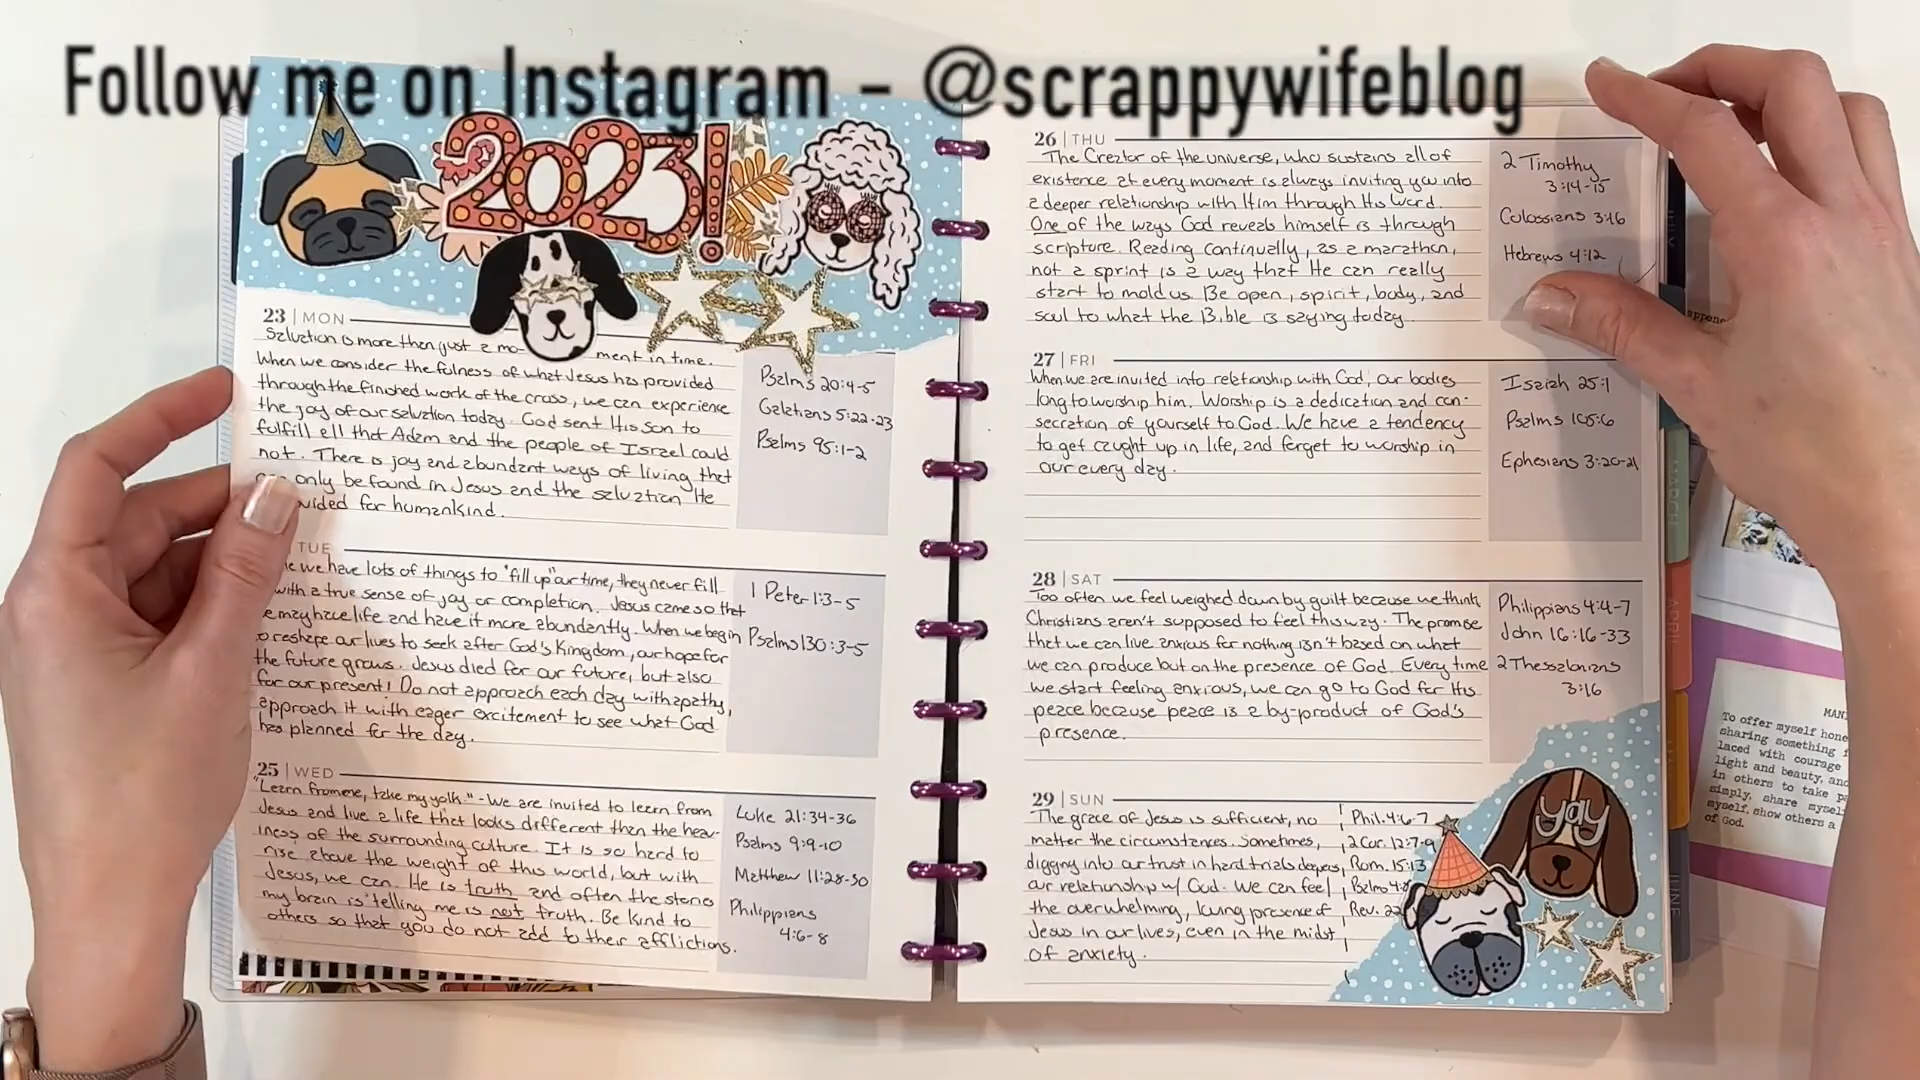 Follow me on Instagram - @scrappywifeblog
2023!
23 | MON
Salvation is more than just a mo- ment in time.
When we consider the fulness of what Jesus has provided
through the finished work of the cross, we can experience
the joy of our salvation today. God sent His Son to
fulfill all that Adam and the people of Israel could
not. There is joy and abundant ways of living that
only be found in Jesus and the salvation He
vided for humankind.
Psalms 20:4-5
Galatians 5:22-23
Psalms 95:1-2
TUE
we have lots of things to "fill up" our time, they never fill
with a true sense of joy or completion. Jesus came so that
may have life and have it more abundantly. When we begin
to reshape our lives to seek after God's Kingdom, our hope for
the future grows. Jesus died for our future, but also
for our present! Do not approach each day with apathy,
approach it with eager excitement to see what God
has planned for the day.
1 Peter 1:3-5
Psalms 130:3-5
25 | WED
"Learn from me, take my yolk." - We are invited to learn from
Jesus and live a life that looks different than the heav-
iness of the surrounding culture. It is so hard to
rise above the weight of this world, but with
Jesus, we can. He is truth and often the stories
my brain is telling me is not truth. Be kind to
others so that you do not add to their afflictions.
Luke 21:34-36
Psalms 9:9-10
Matthew 11:28-30
Philippians
4:6-8
26 | THU
The Creator of the universe, who sustains all of
existence at every moment is always inviting you into
a deeper relationship with Him through His Word.
One of the ways God reveals himself is through
scripture. Reading continually, as a marathon,
not a sprint is a way that He can really
start to mold us. Be open, spirit, body, and
soul to what the Bible is saying today.
2 Timothy
3:14-15
Colossians 3:16
Hebrews 4:12
27 | FRI
When we are invited into relationship with God, our bodies
long to worship him. Worship is a dedication and con-
secration of yourself to God. We have a tendency
to get caught up in life, and forget to worship in
our every day.
Isaiah 25:1
Psalms 105:6
Ephesians 3:20-21
28 | SAT
Too often we feel weighed down by guilt because we think
Christians aren't supposed to feel this way. The promise
that we can live anxious for nothing isn't based on what
we can produce but on the presence of God. Every time
we start feeling anxious, we can go to God for His
peace because peace is a by-product of God's
presence.
Philippians 4:4-7
John 16:16-33
2 Thessalonians
3:16
29 | SUN
The grace of Jesus is sufficient, no
matter the circumstances. Sometimes,
digging into our trust in hard trials deepens
our relationship w/ God. We can feel
the overwhelming, loving presence of
Jesus in our lives, even in the midst
of anxiety.
Phil. 4:6-7
2 Cor. 12:7-9
Rom. 15:13
Psalms
Rev. 22
yay
MARCH
APRIL
JUNE
To offer myself
sharing something
laced with courage
light and beauty, and
in others to take
simply, share
myself, show others a
of God.